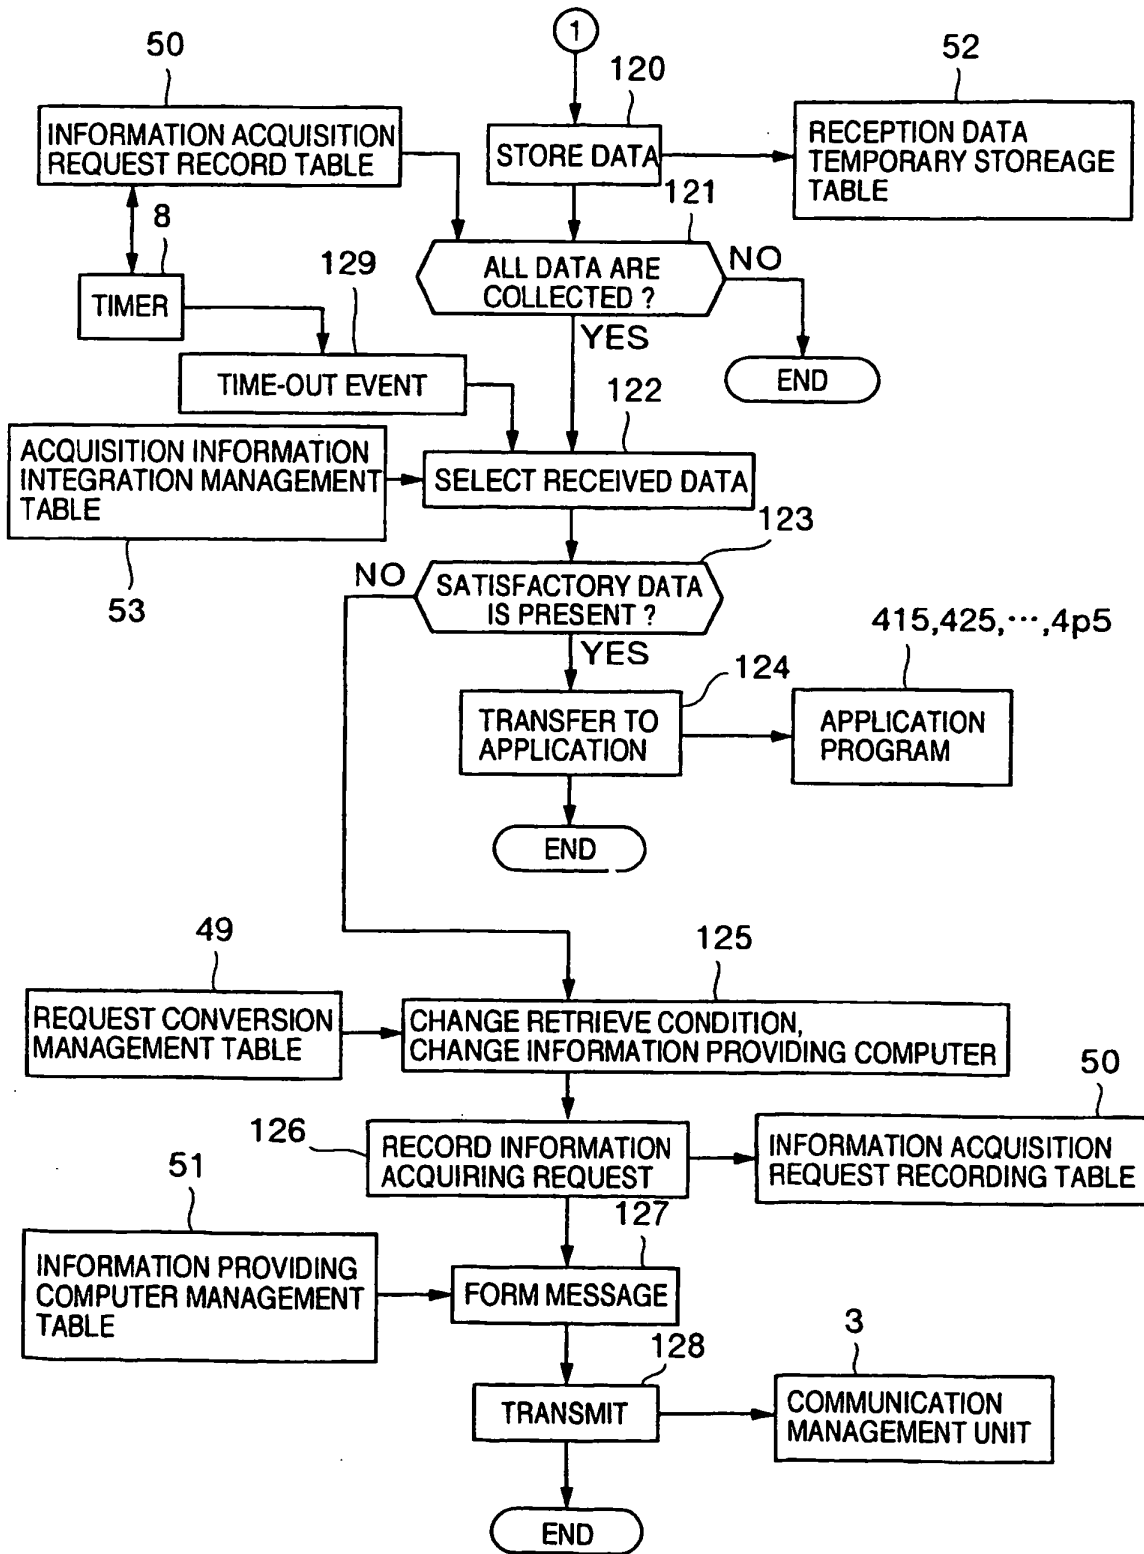 1
50
120
52
INFORMATION ACQUISITION
REQUEST RECORD TABLE
STORE DATA
RECEPTION DATA
TEMPORARY STOREAGE
TABLE
8
121
129
ALL DATA ARE
COLLECTED ?
NO
TIMER
YES
TIME-OUT EVENT
END
122
ACQUISITION INFORMATION
INTEGRATION MANAGEMENT
TABLE
SELECT RECEIVED DATA
123
53
NO
SATISFACTORY DATA
IS PRESENT ?
415,425,···,4p5
YES
124
TRANSFER TO
APPLICATION
APPLICATION
PROGRAM
END
49
125
REQUEST CONVERSION
MANAGEMENT TABLE
CHANGE RETRIEVE CONDITION,
CHANGE INFORMATION PROVIDING COMPUTER
50
126
RECORD INFORMATION
ACQUIRING REQUEST
INFORMATION ACQUISITION
REQUEST RECORDING TABLE
51
127
INFORMATION PROVIDING
COMPUTER MANAGEMENT
TABLE
FORM MESSAGE
128
3
TRANSMIT
COMMUNICATION
MANAGEMENT UNIT
END